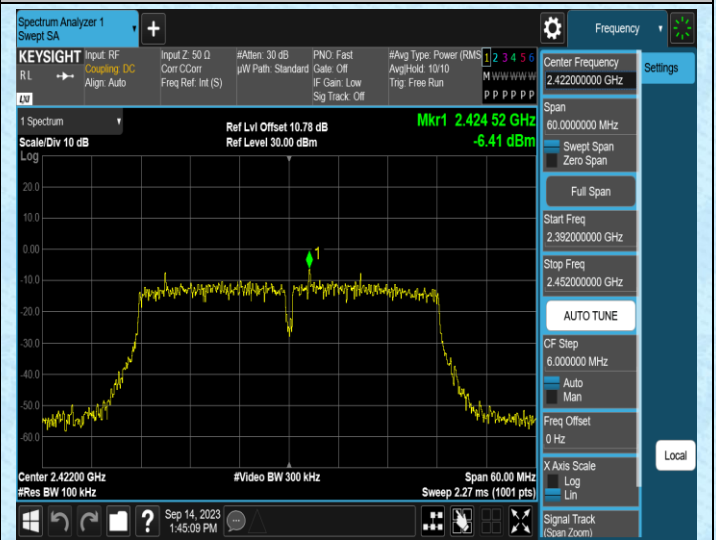 Spectrum Analyzer 1
Swept SA
+
Frequency
KEYSIGHT
RL
LXI
Input: RF
Coupling: DC
Align: Auto
Input Z: 50 Ω
Corr CCorr
Freq Ref: Int (S)
#Atten: 30 dB
µW Path: Standard
PNO: Fast
Gate: Off
IF Gain: Low
Sig Track: Off
#Avg Type: Power (RMS
Avg|Hold: 10/10
Trig: Free Run
1 2 3 4 5 6
M W W W W W
P P P P P P
1 Spectrum
Scale/Div 10 dB
Log
Ref Lvl Offset 10.78 dB
Ref Level 30.00 dBm
Mkr1 2.424 52 GHz
-6.41 dBm
20.0
10.0
0.00
-10.0
-20.0
-30.0
-40.0
-50.0
-60.0
1
Center 2.42200 GHz
#Res BW 100 kHz
#Video BW 300 kHz
Span 60.00 MHz
Sweep 2.27 ms (1001 pts)
Center Frequency
2.422000000 GHz
Settings
Span
60.0000000 MHz
Swept Span
Zero Span
Full Span
Start Freq
2.392000000 GHz
Stop Freq
2.452000000 GHz
AUTO TUNE
CF Step
6.000000 MHz
Auto
Man
Freq Offset
0 Hz
X Axis Scale
Log
Lin
Local
Signal Track
(Span Zoom)
?
Sep 14, 2023
1:45:09 PM